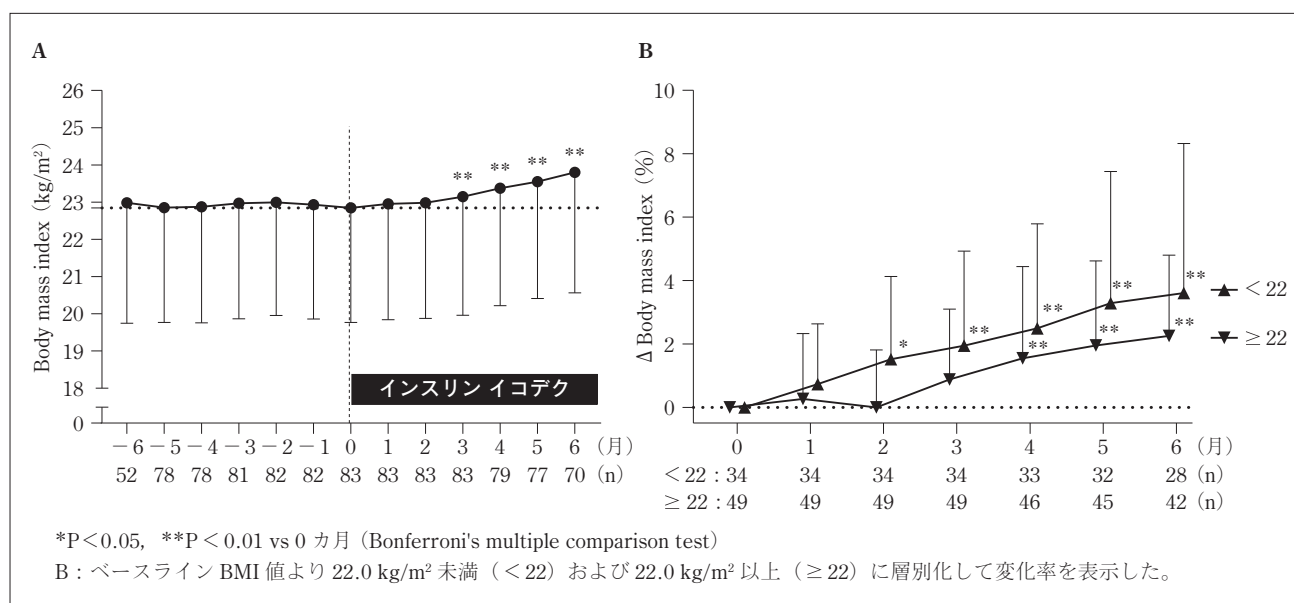 A
26
25
24
23
22
21
20
19
18
0
Body mass index (kg/m²)
** ** ** **
インスリン イコデク
−6 −5 −4 −3 −2 −1 0 1 2 3 4 5 6 (月)
52 78 78 81 82 82 83 83 83 83 79 77 70 (n)
B
10
8
6
4
2
0
Δ Body mass index (%)
* ** ** ** **
** ** **
<22
≥22
0 1 2 3 4 5 6 (月)
<22 : 34 34 34 34 33 32 28 (n)
≥22 : 49 49 49 49 46 45 42 (n)
*P<0.05, **P<0.01 vs 0 カ月 (Bonferroni's multiple comparison test)
B：ベースライン BMI 値より 22.0 kg/m² 未満（<22）および 22.0 kg/m² 以上（≥22）に層別化して変化率を表示した。